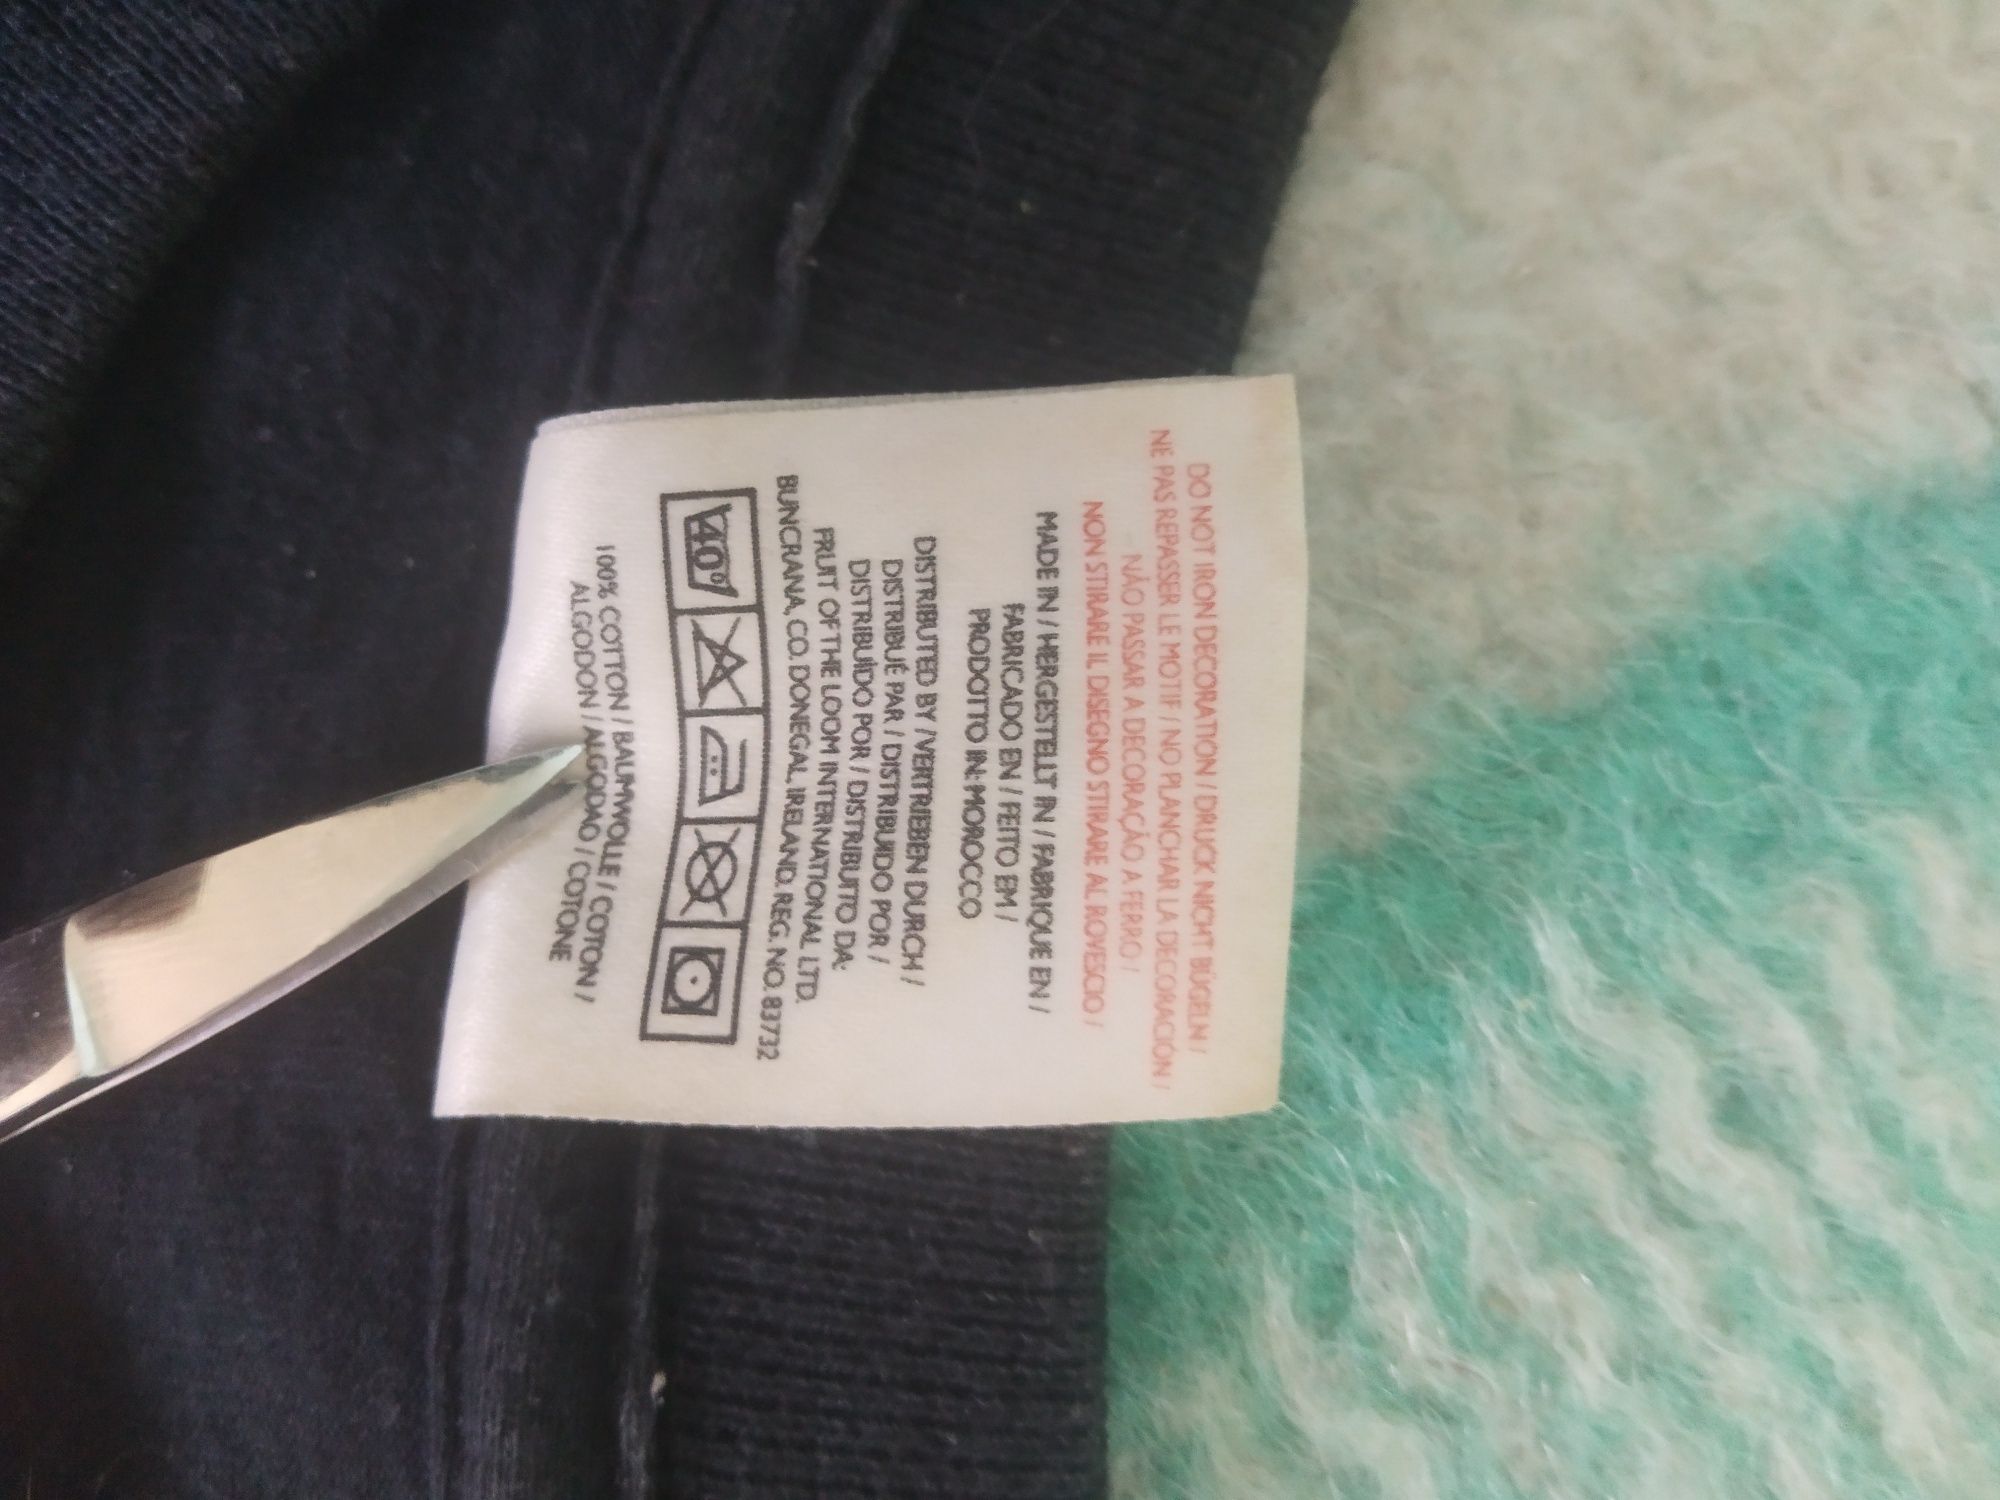 100% COTTON / BAUMWOLLE / COTON /
ALGODON / ALGODAO / COTONE
40°
BUNCRANA, CO. DONEGAL, IRELAND. REG. NO. 83732
FRUIT OF THE LOOM INTERNATIONAL LTD.
DISTRIBUÍDO POR / DISTRIBUITO DA:
DISTRIBUÉ PAR / DISTRIBUIDO POR /
DISTRIBUTED BY / VERTRIEBEN DURCH /
PRODOTTO IN: MOROCCO
FABRICADO EN / FEITO EM /
MADE IN / HERGESTELLT IN / FABRIQUE EN /
NON STIRARE IL DISEGNO STIRARE AL ROVESCIO /
NÃO PASSAR A DECORAÇÃO A FERRO /
NE PAS REPASSER LE MOTIF / NO PLANCHAR LA DECORACIÓN /
DO NOT IRON DECORATION / DRUCK NICHT BÜGELN /